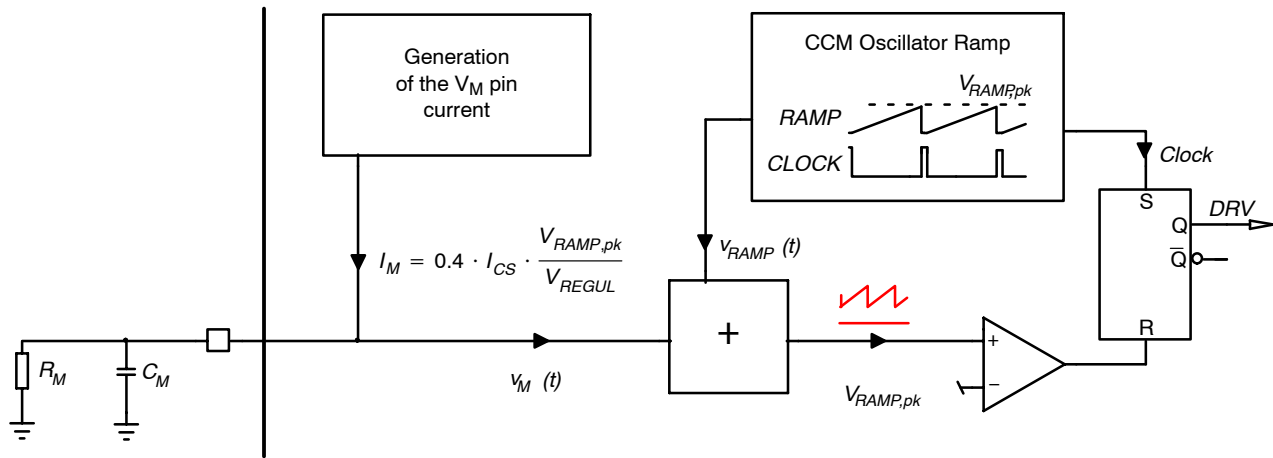 Generation
of the VM pin
current
CCM Oscillator Ramp
VRAMP,pk
RAMP
CLOCK
Clock
S
Q
DRV
Q̅
R
IM = 0.4 · ICS · VRAMP,pk / VREGUL
vRAMP (t)
+
+
−
VRAMP,pk
vM (t)
RM
CM